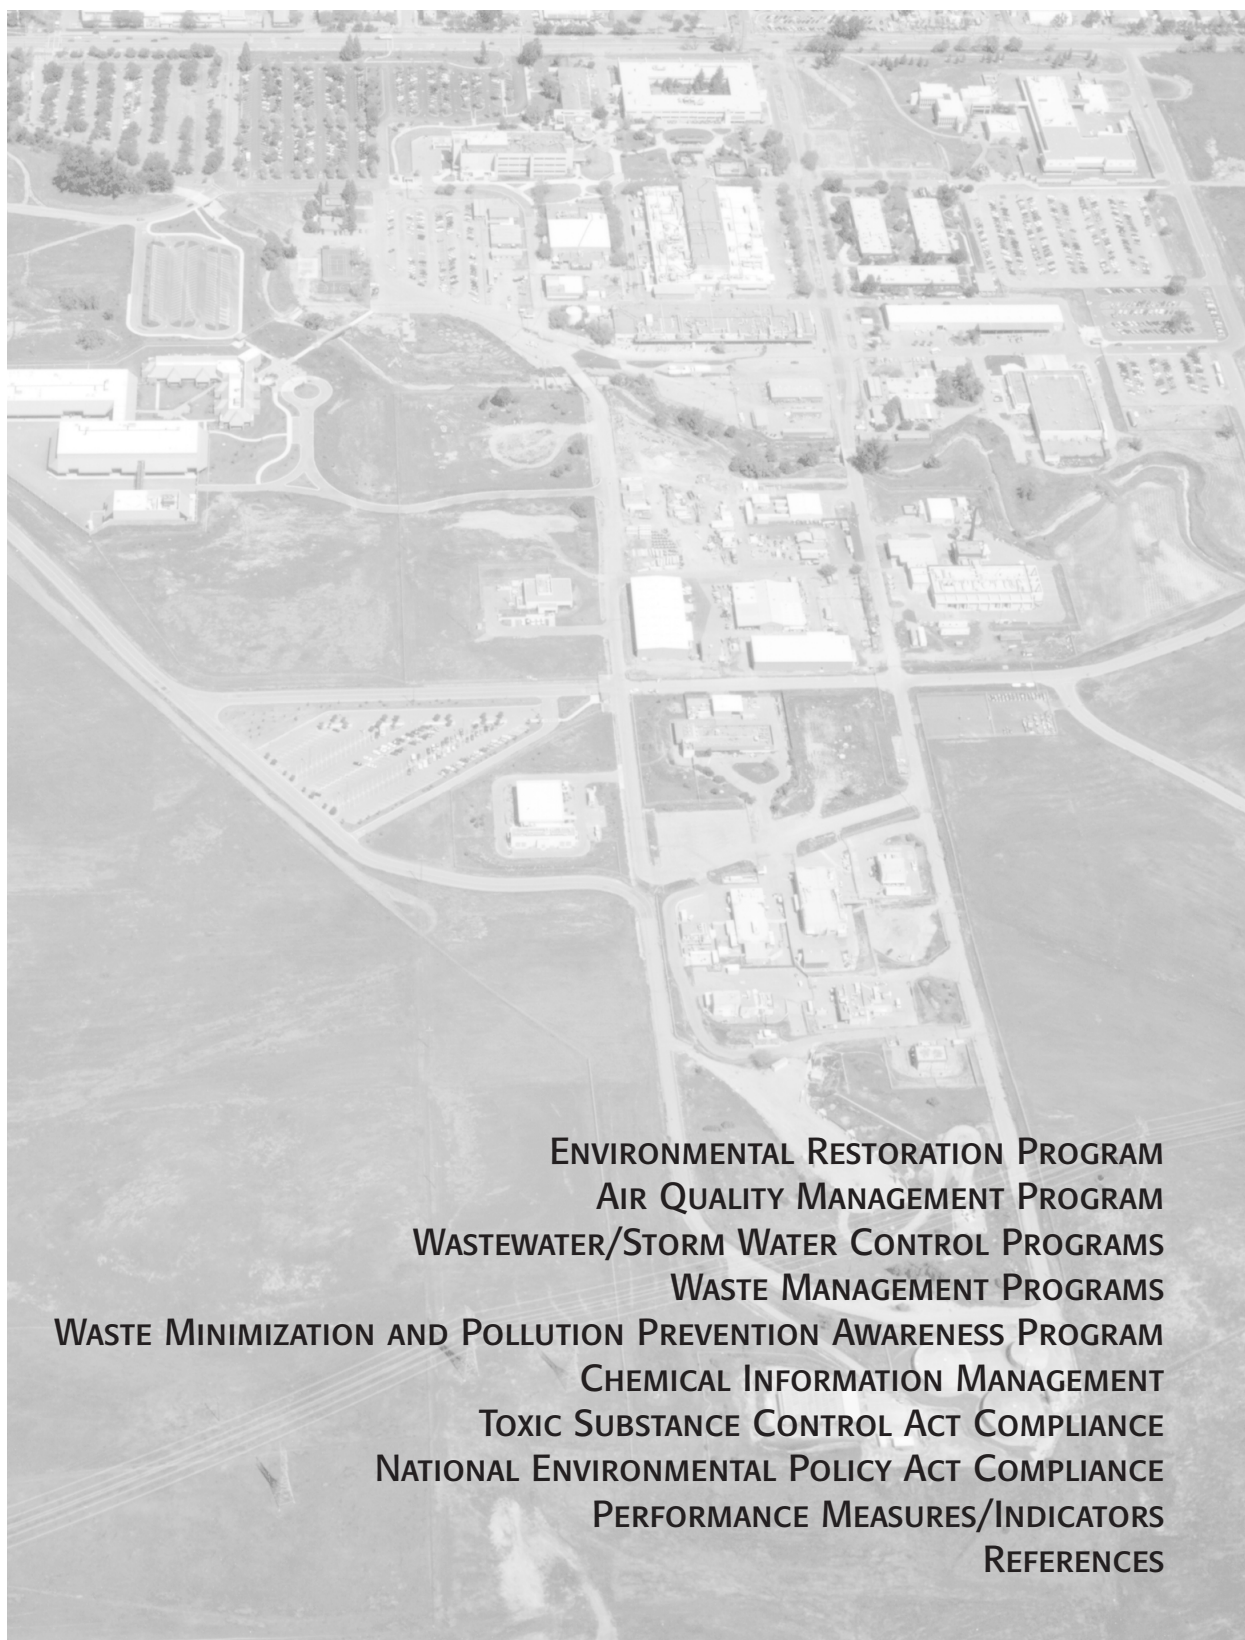 Environmental Restoration Program
Air Quality Management Program
Wastewater/Storm Water Control Programs
Waste Management Programs
Waste Minimization and Pollution Prevention Awareness Program
Chemical Information Management
Toxic Substance Control Act Compliance
National Environmental Policy Act Compliance
Performance Measures/Indicators
References